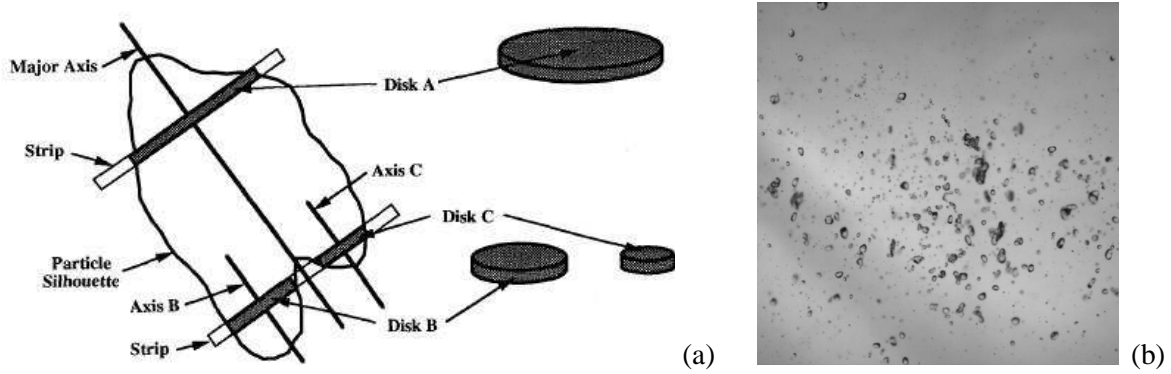 Major Axis
Disk A
Strip
Axis C
Disk C
Particle
Silhouette
Axis B
Disk B
Strip
(a)
(b)